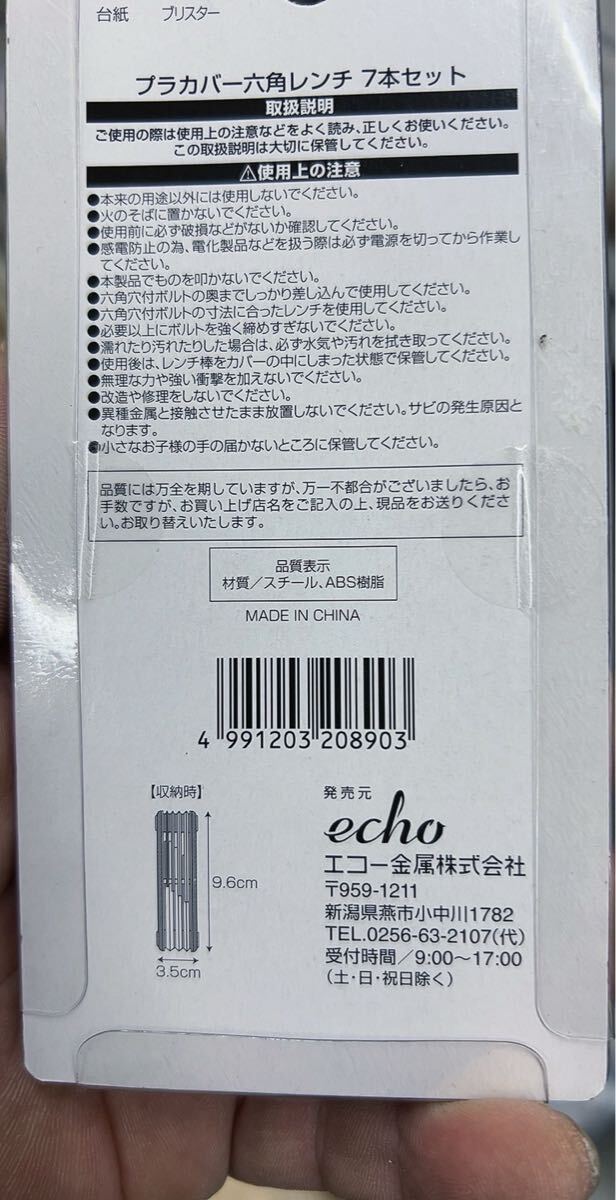 台紙 ブリスター
プラカバー六角レンチ 7本セット
取扱説明
ご使用の際は使用上の注意などをよく読み、正しくお使いください。
この取扱説明は大切に保管してください。
⚠使用上の注意
●本来の用途以外には使用しないでください。
●火のそばに置かないでください。
●使用前に必ず破損などがないか確認してください。
●感電防止の為、電化製品などを扱う際は必ず電源を切ってから作業し
てください。
●本製品でものを叩かないでください。
●六角穴付ボルトの奥までしっかり差し込んで使用してください。
●六角穴付ボルトの寸法に合ったレンチを使用してください。
●必要以上にボルトを強く締めすぎないでください。
●濡れたり汚れたりした場合は、必ず水気や汚れを拭き取ってください。
●使用後は、レンチ棒をカバーの中にしまった状態で保管してください。
●無理な力や強い衝撃を加えないでください。
●改造や修理をしないでください。
●異種金属と接触させたまま放置しないでください。サビの発生原因と
なります。
●小さなお子様の手の届かないところに保管してください。
品質には万全を期していますが、万一不都合がございましたら、お
手数ですが、お買い上げ店名をご記入の上、現品をお送りくださ
い。お取り替えいたします。
品質表示
材質/スチール、ABS樹脂
MADE IN CHINA
4 991203 208903
【収納時】
9.6cm
3.5cm
発売元
echo
エコー金属株式会社
〒959-1211
新潟県燕市小中川1782
TEL.0256-63-2107(代)
受付時間/9:00〜17:00
(土・日・祝日除く)